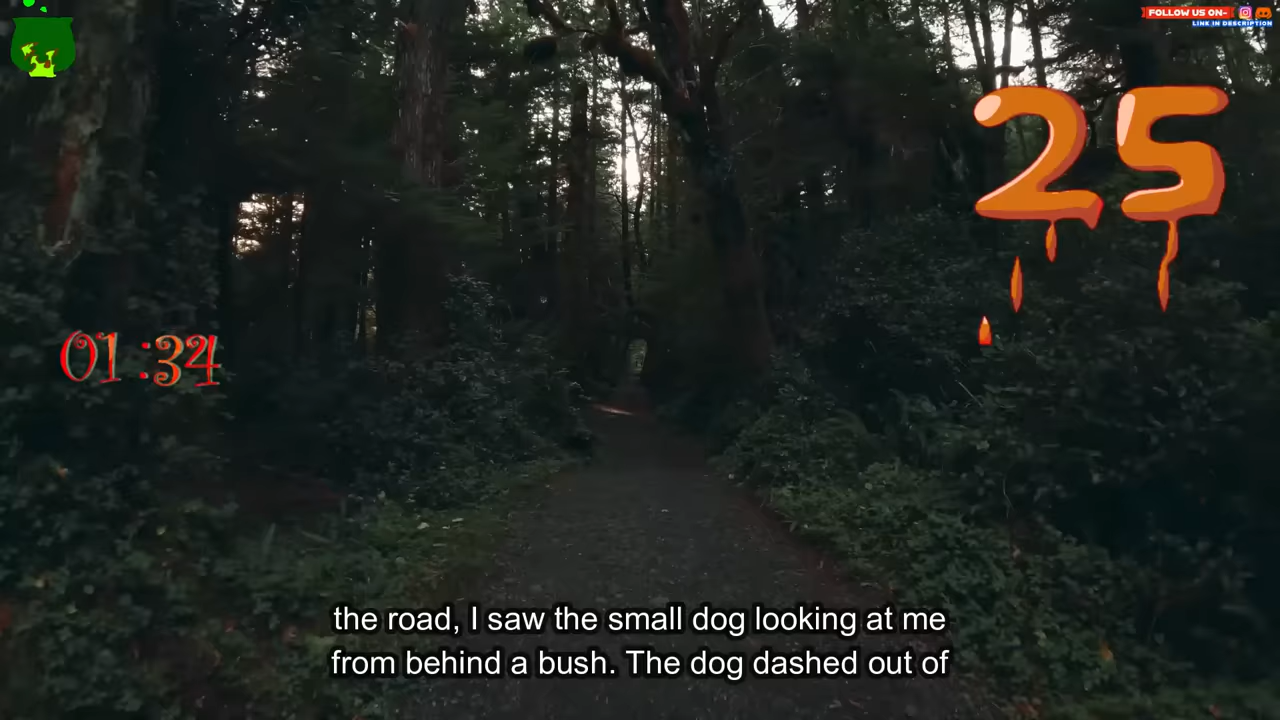 FOLLOW US ON-
LINK IN DESCRIPTION
25
01:34
the road, I saw the small dog looking at me
from behind a bush. The dog dashed out of